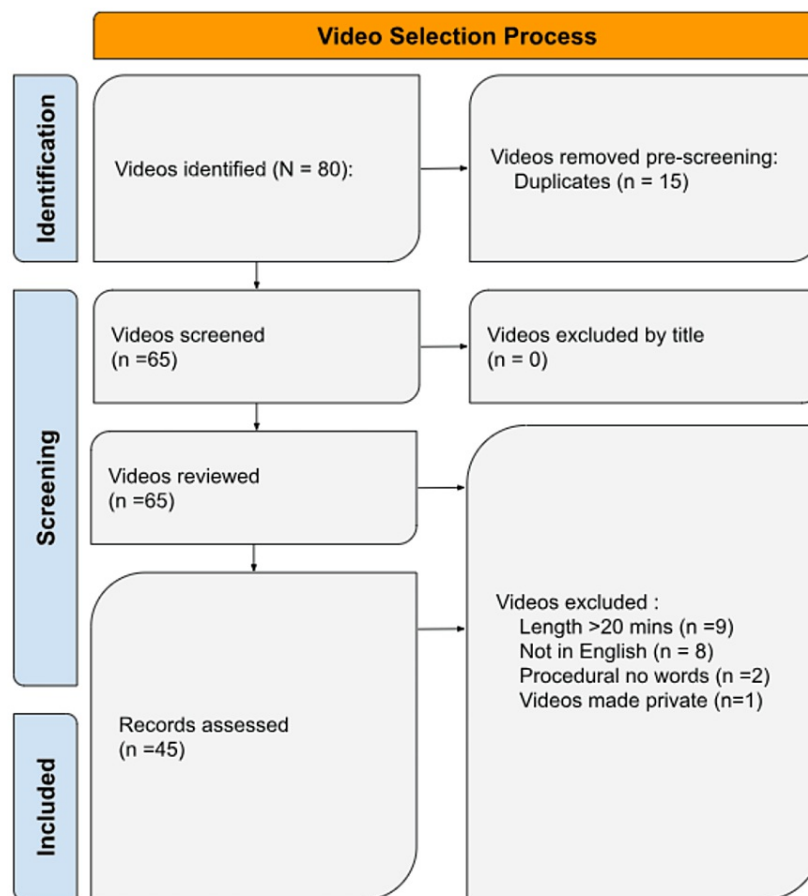 Video Selection Process
Identification
Videos identified (N = 80):
Videos removed pre-screening:
Duplicates (n = 15)
Screening
Videos screened
(n =65)
Videos excluded by title
(n = 0)
Videos reviewed
(n =65)
Videos excluded :
Length >20 mins (n =9)
Not in English (n = 8)
Procedural no words (n =2)
Videos made private (n=1)
Included
Records assessed
(n =45)